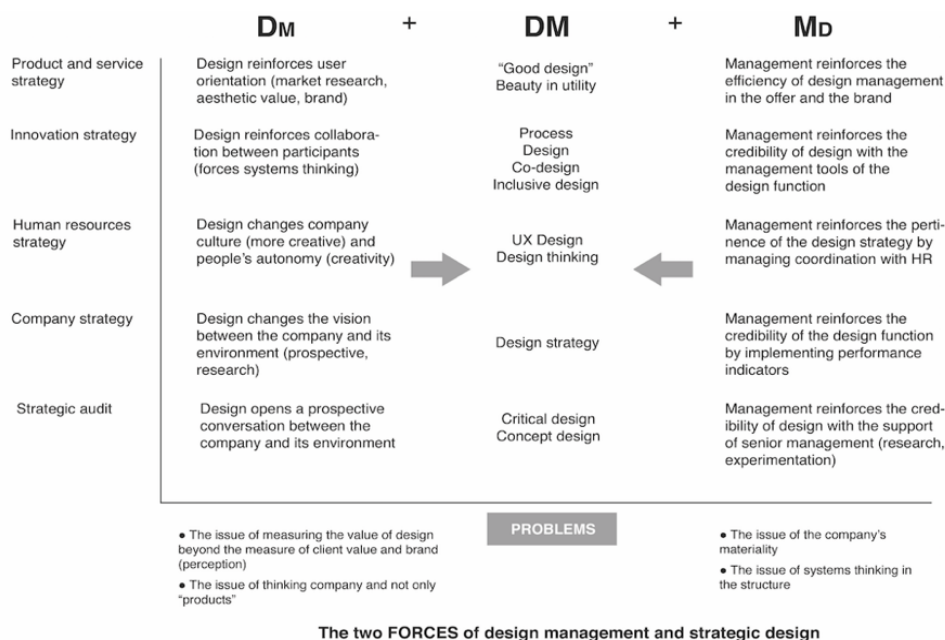 DM + DM + MD
Product and service
strategy
Design reinforces user
orientation (market research,
aesthetic value, brand)
“Good design”
Beauty in utility
Management reinforces the
efficiency of design management
in the offer and the brand
Innovation strategy
Design reinforces collabora-
tion between participants
(forces systems thinking)
Process
Design
Co-design
Inclusive design
Management reinforces the
credibility of design with the
management tools of the
design function
Human resources
strategy
Design changes company
culture (more creative) and
people’s autonomy (creativity)
UX Design
Design thinking
Management reinforces the perti-
nence of the design strategy by
managing coordination with HR
Company strategy
Design changes the vision
between the company and its
environment (prospective,
research)
Design strategy
Management reinforces the
credibility of the design function
by implementing performance
indicators
Strategic audit
Design opens a prospective
conversation between the
company and its environment
Critical design
Concept design
Management reinforces the cred-
ibility of design with the support
of senior management (research,
experimentation)
PROBLEMS
● The issue of measuring the value of design
beyond the measure of client value and brand
(perception)
● The issue of thinking company and not only
“products”
● The issue of the company’s
materiality
● The issue of systems thinking in
the structure
The two FORCES of design management and strategic design